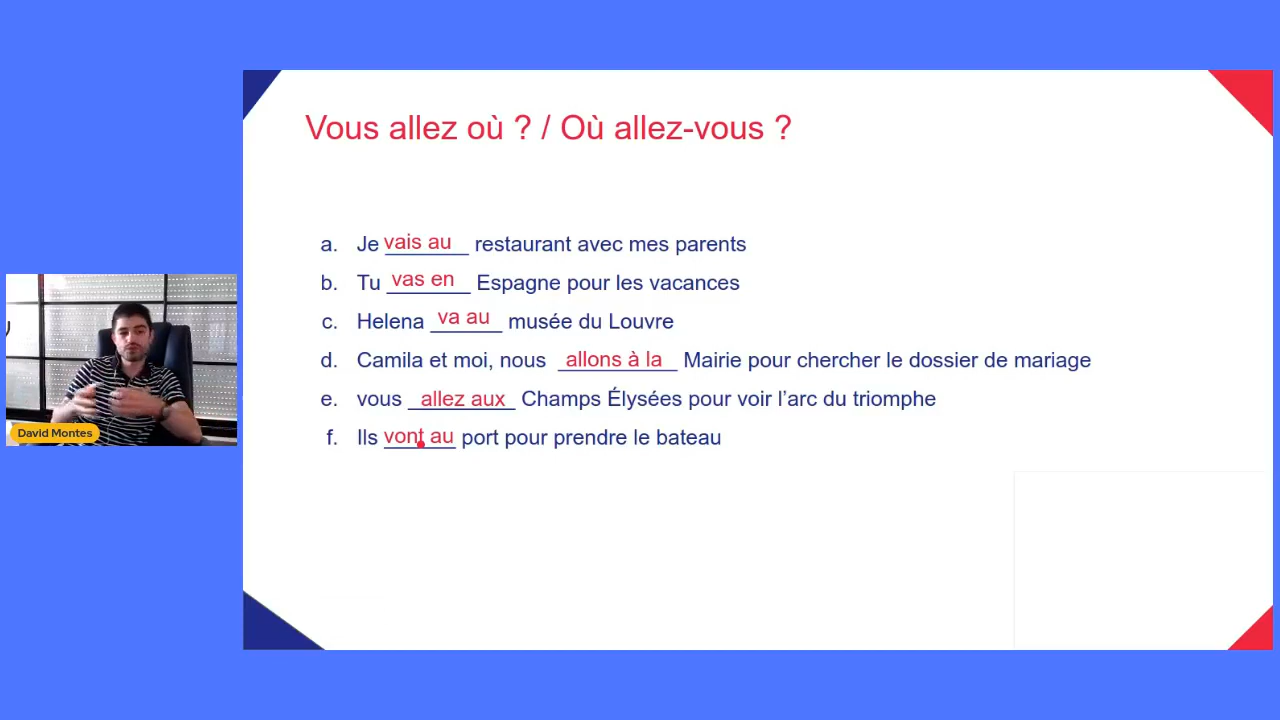 Vous allez où ? / Où allez-vous ?
a. Je vais au restaurant avec mes parents
b. Tu vas en Espagne pour les vacances
c. Helena va au musée du Louvre
d. Camila et moi, nous allons à la Mairie pour chercher le dossier de mariage
e. vous allez aux Champs Élysées pour voir l'arc du triomphe
f. Ils vont au port pour prendre le bateau
David Montes